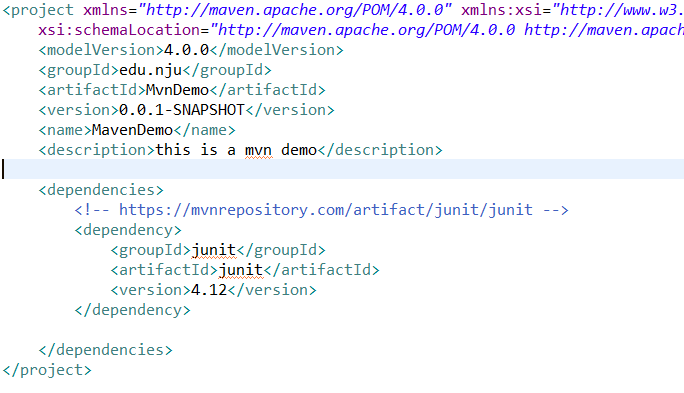 <project xmlns="http://maven.apache.org/POM/4.0.0" xmlns:xsi="http://www.w3.
xsi:schemaLocation="http://maven.apache.org/POM/4.0.0 http://maven.apach
<modelVersion>4.0.0</modelVersion>
<groupId>edu.nju</groupId>
<artifactId>MvnDemo</artifactId>
<version>0.0.1-SNAPSHOT</version>
<name>MavenDemo</name>
<description>this is a mvn demo</description>
<dependencies>
<!-- https://mvnrepository.com/artifact/junit/junit -->
<dependency>
<groupId>junit</groupId>
<artifactId>junit</artifactId>
<version>4.12</version>
</dependency>
</dependencies>
</project>